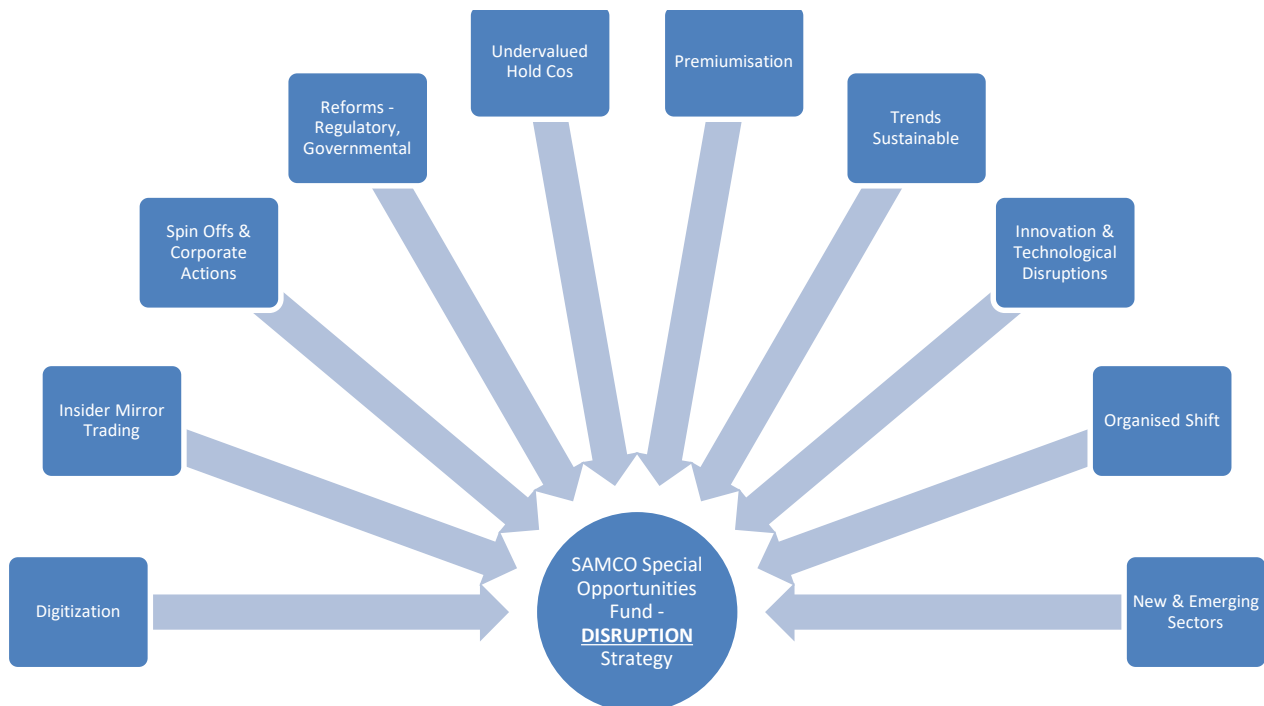 Digitization
Insider Mirror
Trading
Spin Offs &
Corporate
Actions
Reforms -
Regulatory,
Governmental
Undervalued
Hold Cos
Premiumisation
Trends
Sustainable
Innovation &
Technological
Disruptions
Organised Shift
New & Emerging
Sectors
SAMCO Special
Opportunities
Fund -
DISRUPTION
Strategy